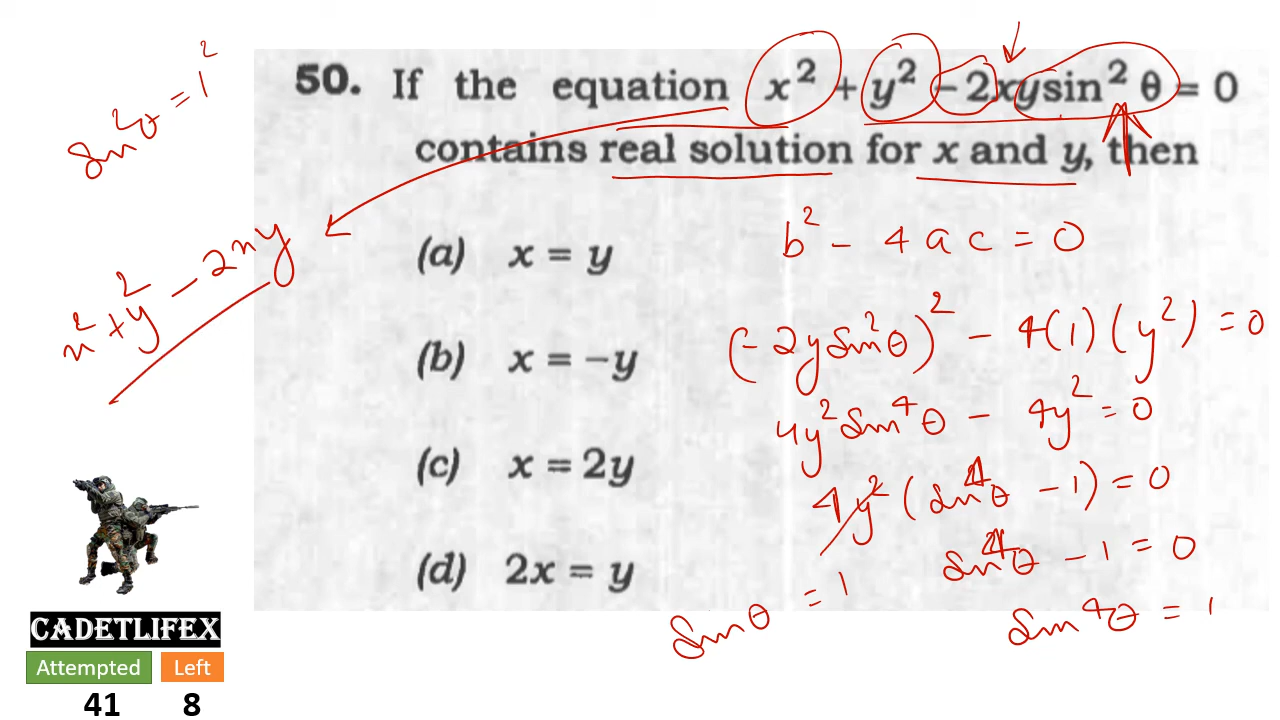 50. If the equation x² + y² - 2xy sin² θ = 0
contains real solution for x and y, then
(a) x = y
(b) x = -y
(c) x = 2y
(d) 2x = y
sin²θ = 1²
x² + y² - 2xy
b² - 4ac = 0
(-2y sin²θ)² - 4(1)(y²) = 0
4y² sin⁴θ - 4y² = 0
4y² (sin⁴θ - 1) = 0
sin⁴θ - 1 = 0
sin⁴θ = 1
sinθ = 1
CADETLIFEX
Attempted Left
41 8